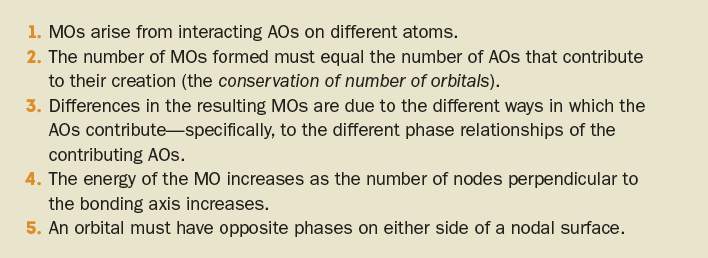 1. MOs arise from interacting AOs on different atoms.
2. The number of MOs formed must equal the number of AOs that contribute
to their creation (the conservation of number of orbitals).
3. Differences in the resulting MOs are due to the different ways in which the
AOs contribute—specifically, to the different phase relationships of the
contributing AOs.
4. The energy of the MO increases as the number of nodes perpendicular to
the bonding axis increases.
5. An orbital must have opposite phases on either side of a nodal surface.